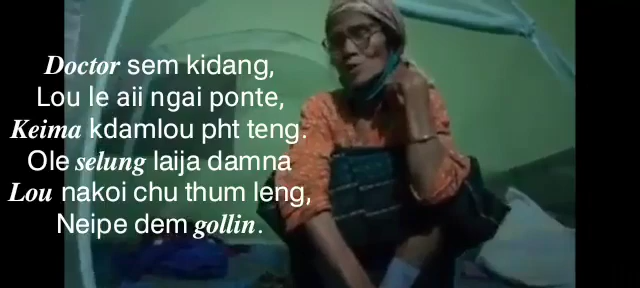 Doctor sem kidang,
Lou le aii ngai ponte,
Keima kdamlou pht teng.
Ole selung laija damna
Lou nakoi chu thum leng,
Neipe dem gollin.